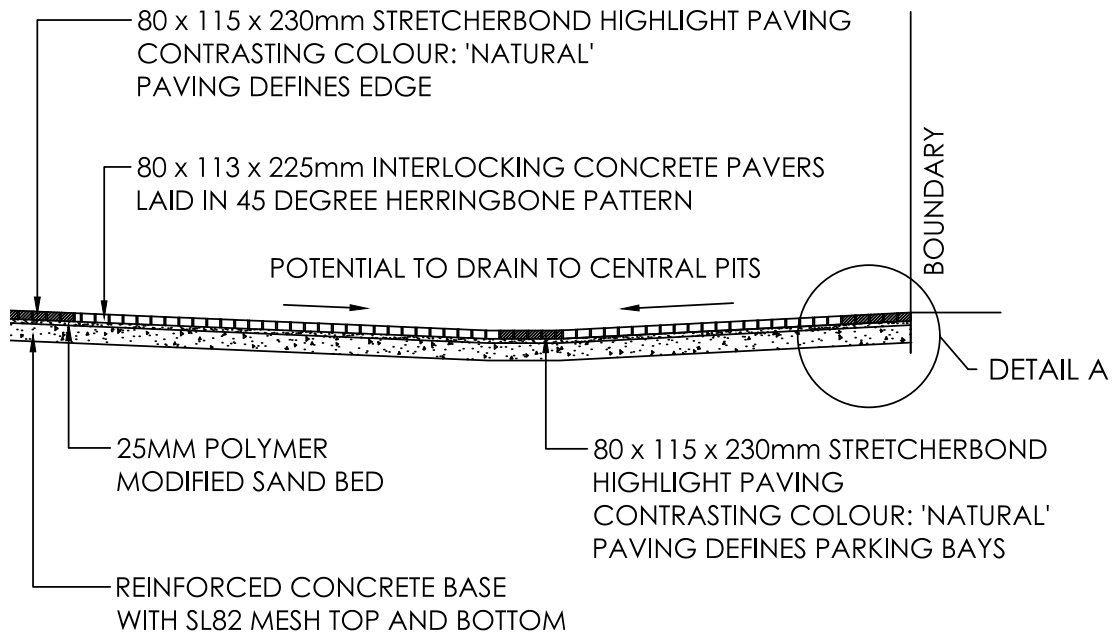 80 x 115 x 230mm STRETCHERBOND HIGHLIGHT PAVING
CONTRASTING COLOUR: 'NATURAL'
PAVING DEFINES EDGE
80 x 113 x 225mm INTERLOCKING CONCRETE PAVERS
LAID IN 45 DEGREE HERRINGBONE PATTERN
BOUNDARY
POTENTIAL TO DRAIN TO CENTRAL PITS
DETAIL A
25MM POLYMER
MODIFIED SAND BED
80 x 115 x 230mm STRETCHERBOND
HIGHLIGHT PAVING
CONTRASTING COLOUR: 'NATURAL'
PAVING DEFINES PARKING BAYS
REINFORCED CONCRETE BASE
WITH SL82 MESH TOP AND BOTTOM